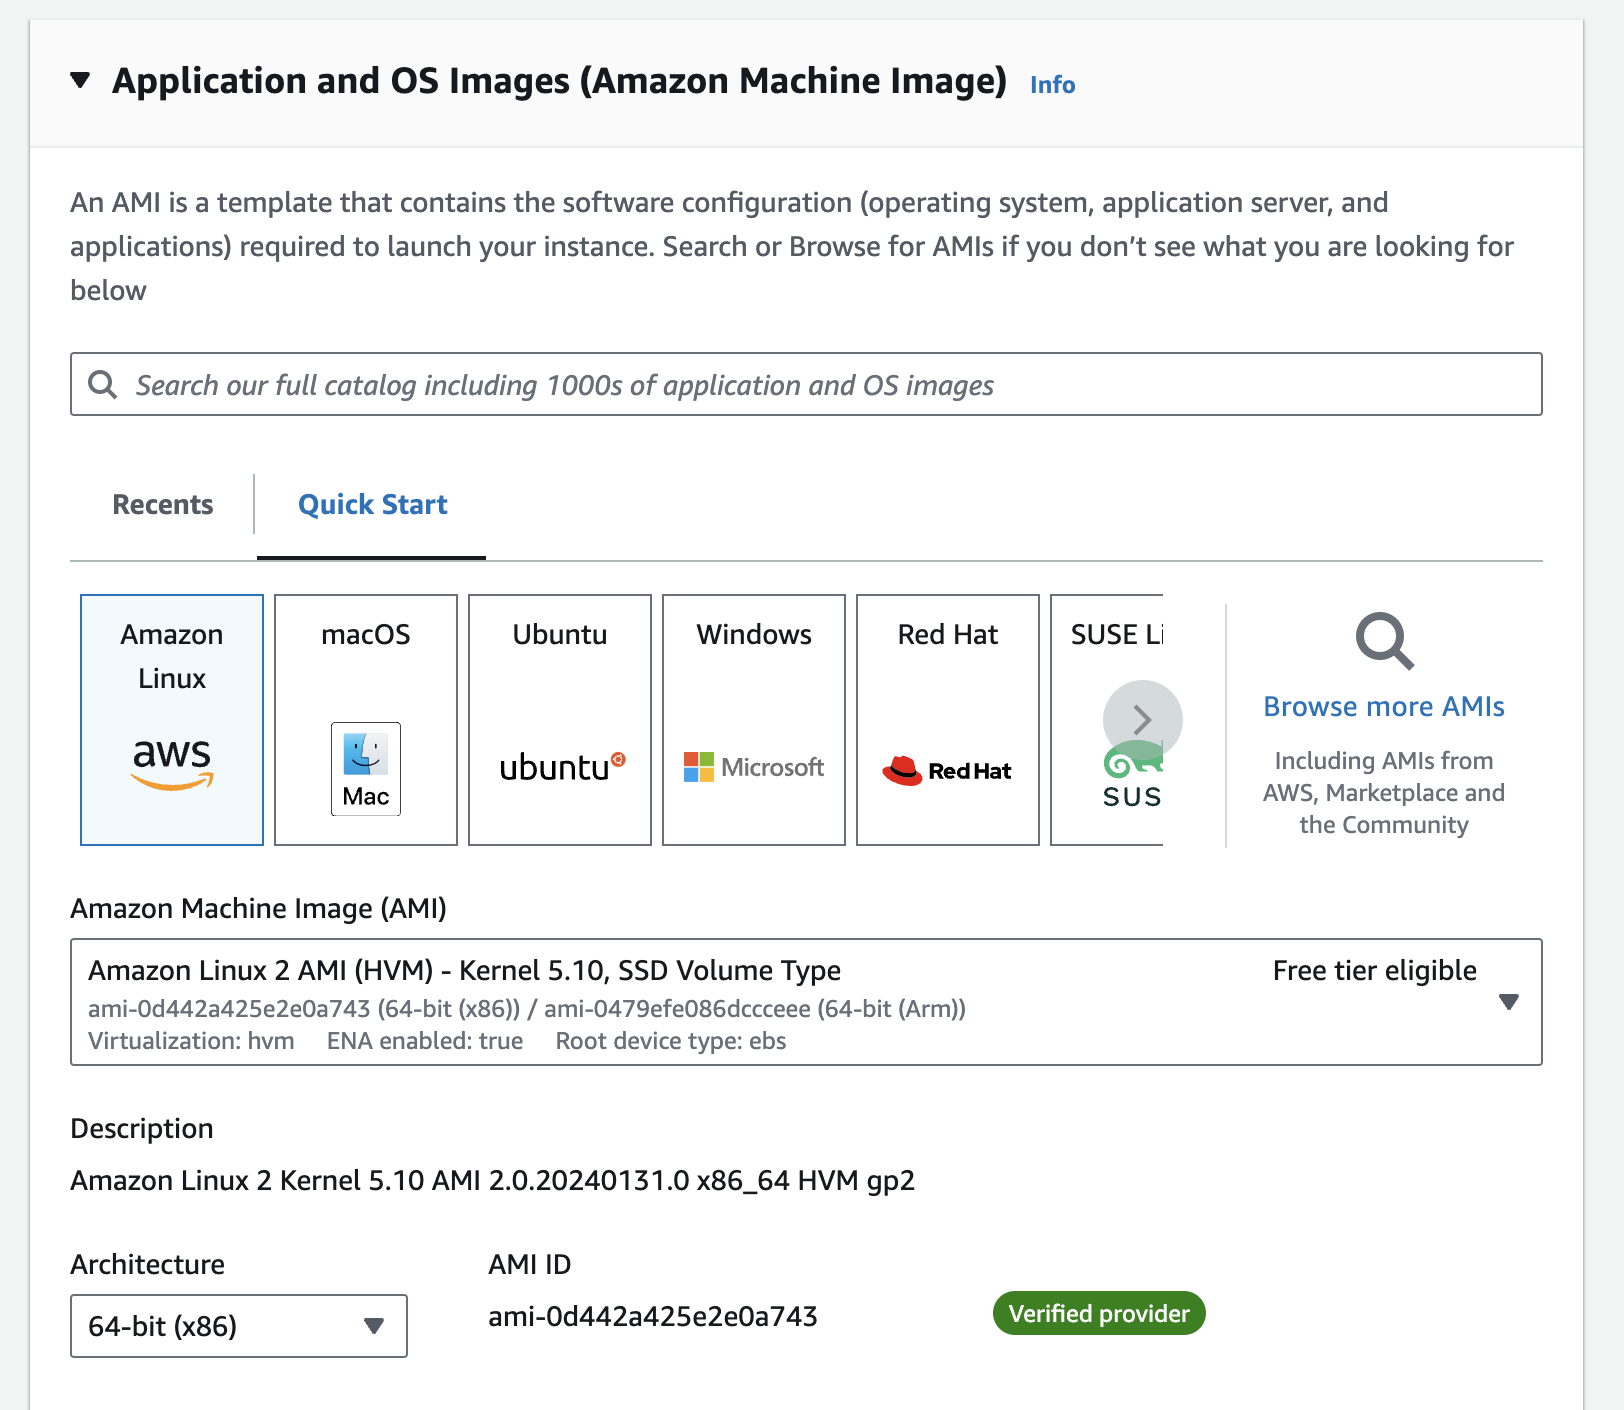 Application and OS Images (Amazon Machine Image) Info
An AMI is a template that contains the software configuration (operating system, application server, and
applications) required to launch your instance. Search or Browse for AMIs if you don’t see what you are looking for
below
Search our full catalog including 1000s of application and OS images
Recents
Quick Start
Amazon
Linux
aws
macOS
Mac
Ubuntu
ubuntu
Windows
Microsoft
Red Hat
Red Hat
SUSE Li
SUS
Browse more AMIs
Including AMIs from
AWS, Marketplace and
the Community
Amazon Machine Image (AMI)
Amazon Linux 2 AMI (HVM) - Kernel 5.10, SSD Volume Type
Free tier eligible
ami-0d442a425e2e0a743 (64-bit (x86)) / ami-0479efe086dccceee (64-bit (Arm))
Virtualization: hvm ENA enabled: true Root device type: ebs
Description
Amazon Linux 2 Kernel 5.10 AMI 2.0.20240131.0 x86_64 HVM gp2
Architecture
64-bit (x86)
AMI ID
ami-0d442a425e2e0a743
Verified provider